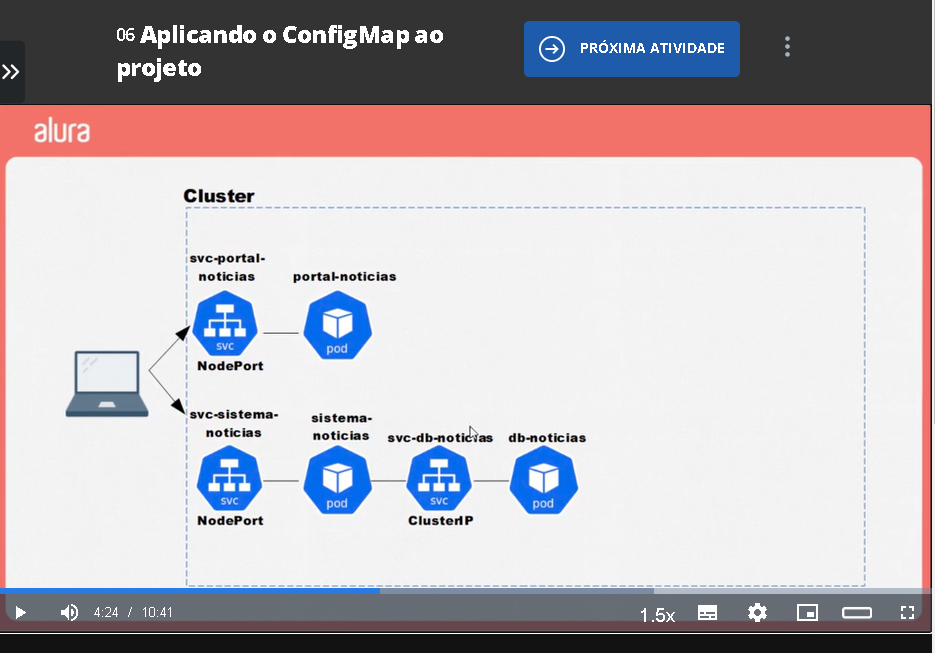 06 Aplicando o ConfigMap ao
projeto
PRÓXIMA ATIVIDADE
alura
Cluster
svc-portal-
noticias
portal-noticias
svc
pod
NodePort
svc-sistema-
noticias
sistema-
noticias
svc-db-noticias
db-noticias
svc
pod
svc
pod
NodePort
ClusterIP
4:24 / 10:41
1.5x